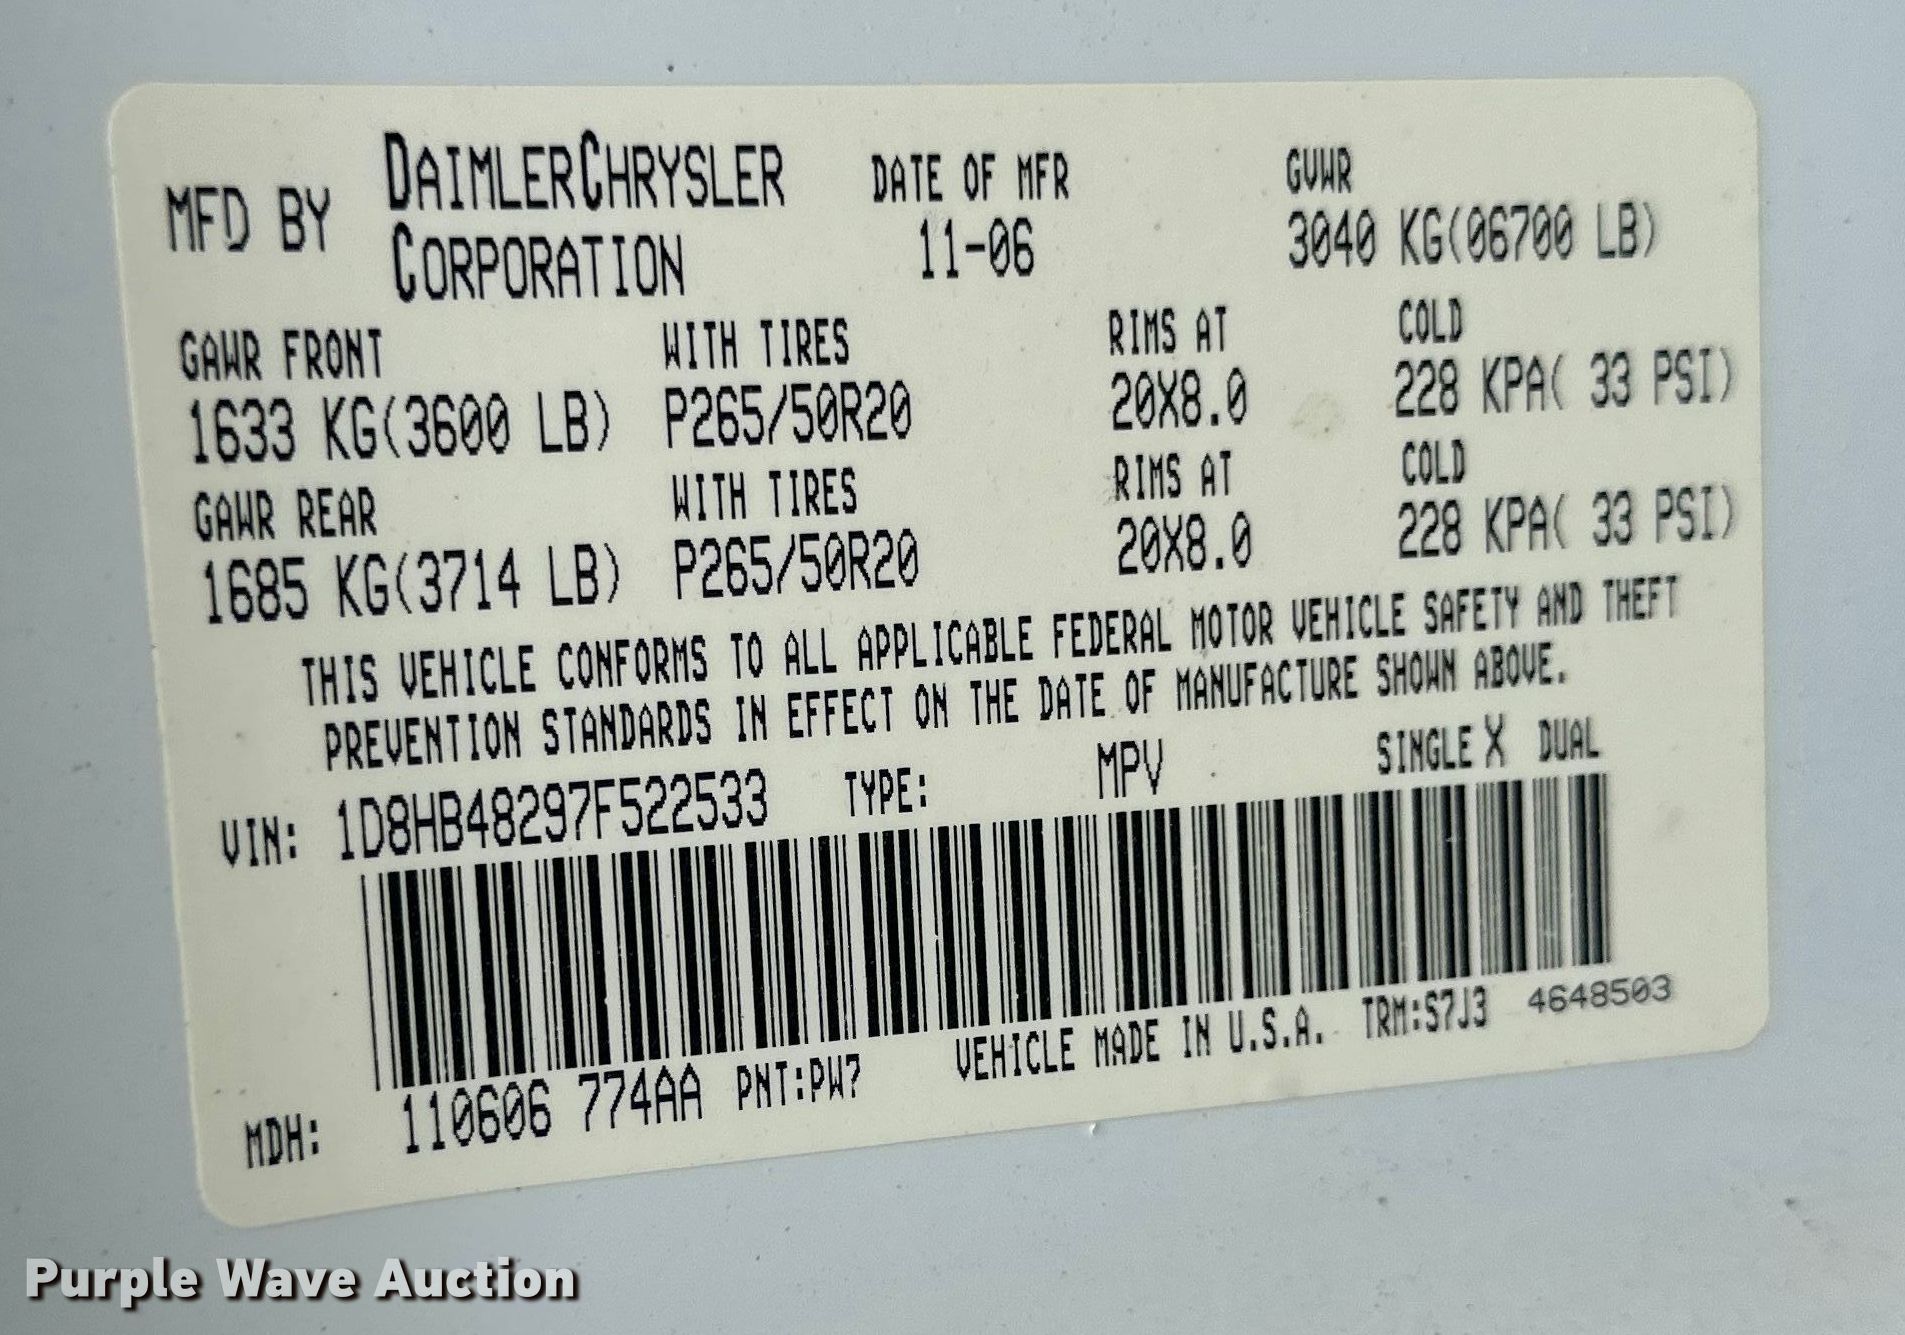 MFD BY DAIMLERCHRYSLER CORPORATION DATE OF MFR GVWR
11-06 3040 KG(06700 LB)
GAWR FRONT WITH TIRES RIMS AT COLD
1633 KG(3600 LB) P265/50R20 20X8.0 228 KPA( 33 PSI)
GAWR REAR WITH TIRES RIMS AT COLD
1685 KG(3714 LB) P265/50R20 20X8.0 228 KPA( 33 PSI)
THIS VEHICLE CONFORMS TO ALL APPLICABLE FEDERAL MOTOR VEHICLE SAFETY AND THEFT
PREVENTION STANDARDS IN EFFECT ON THE DATE OF MANUFACTURE SHOWN ABOVE.
VIN: 1D8HB48297F522533 TYPE: MPV SINGLE X DUAL
MDH: 110606 774AA PNT:PW7 VEHICLE MADE IN U.S.A. TRM:S7J3 4648503
Purple Wave Auction